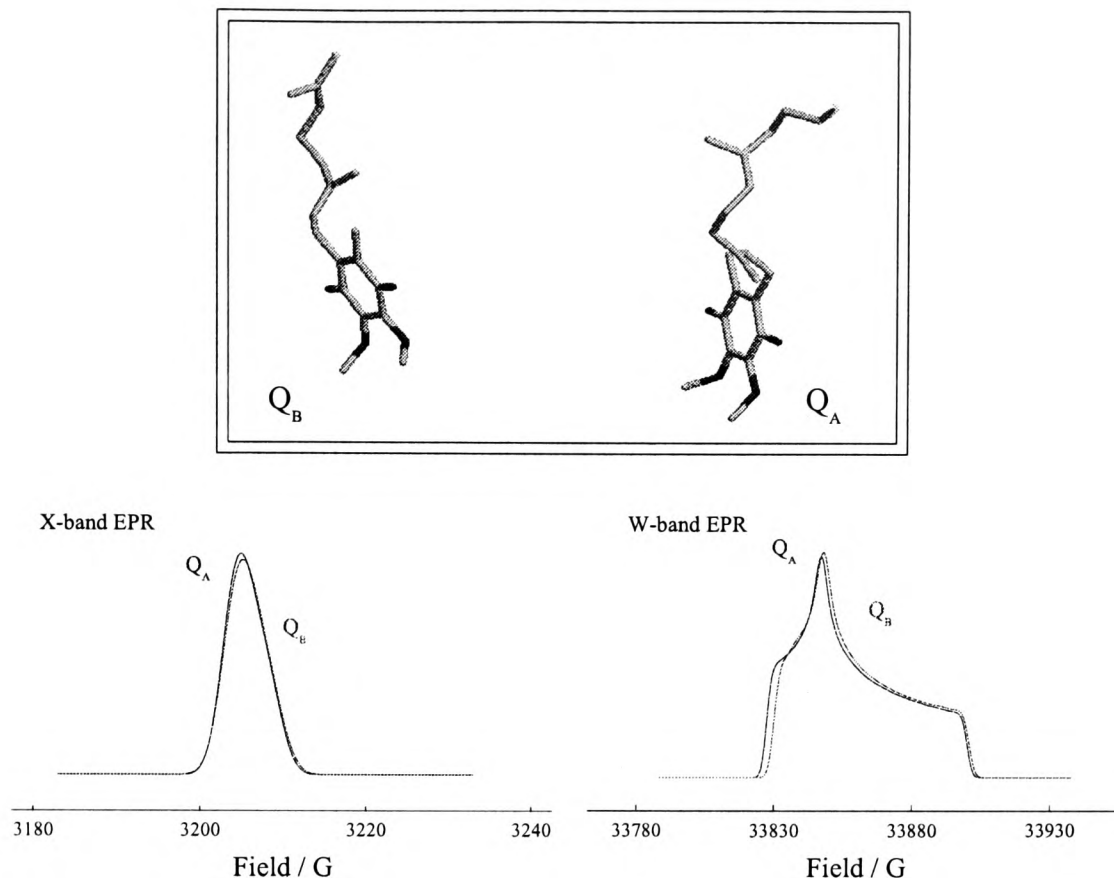 Q_B
Q_A
X-band EPR
Q_A
Q_B
3180 3200 3220 3240
Field / G
W-band EPR
Q_A
Q_B
33780 33830 33880 33930
Field / G